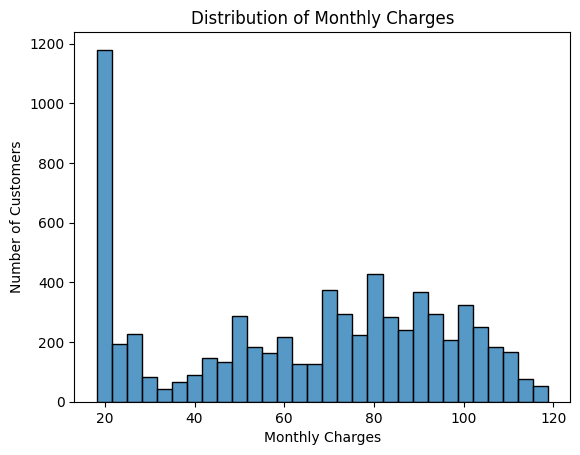 Distribution of Monthly Charges
1200
1000
800
600
400
200
0
Number of Customers
20 40 60 80 100 120
Monthly Charges